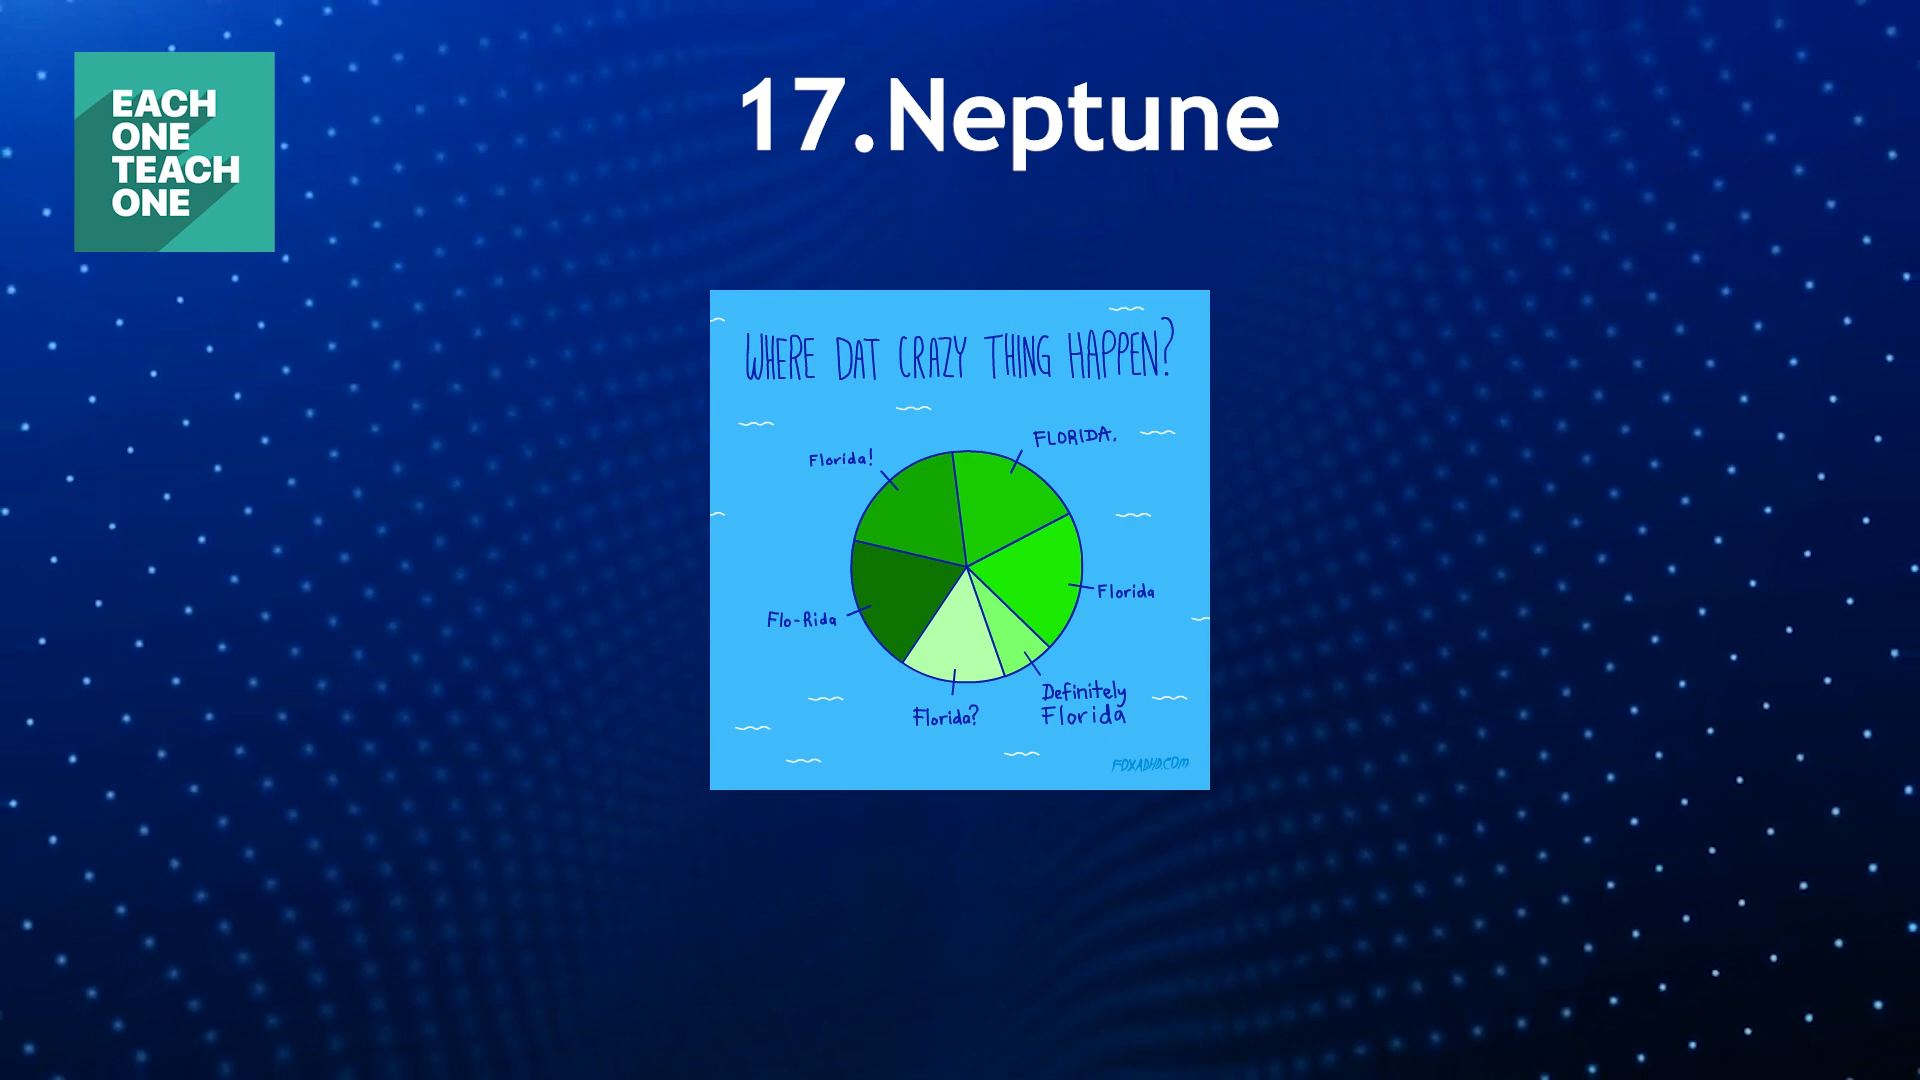 EACH
ONE
TEACH
ONE
17.Neptune
WHERE DAT CRAZY THING HAPPEN?
FLORIDA.
Florida!
Florida
Flo-Rida
Definitely
Florida
Florida?
FOXADHD.COM